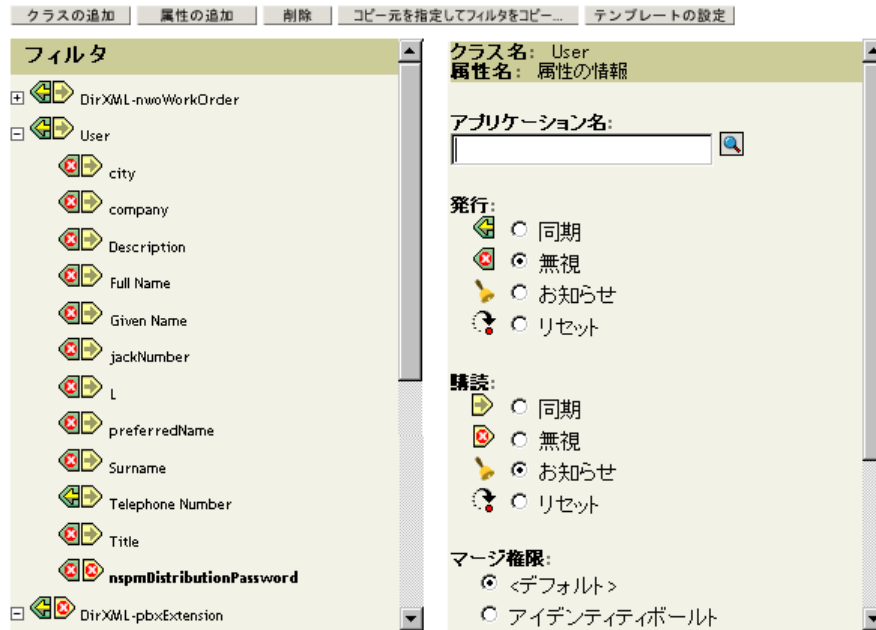 クラスの追加 属性の追加 削除 コピー元を指定してフィルタをコピー... テンプレートの設定
フィルタ
DirXML-nwoWorkOrder
User
city
company
Description
Full Name
Given Name
jackNumber
L
preferredName
Surname
Telephone Number
Title
nspmDistributionPassword
DirXML-pbxExtension
クラス名: User
属性名: 属性の情報
アプリケーション名:
発行:
同期
無視
お知らせ
リセット
購読:
同期
無視
お知らせ
リセット
マージ権限:
<デフォルト>
アイデンティティボールト